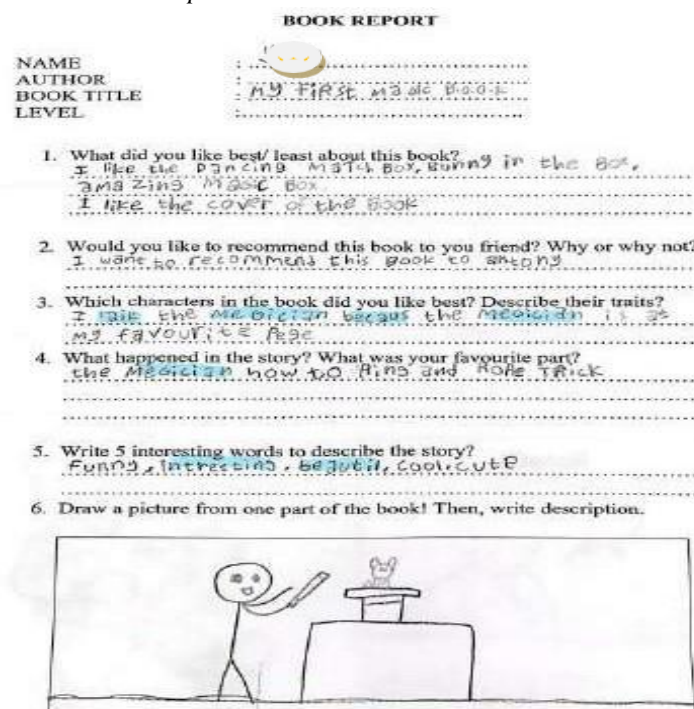 BOOK REPORT
NAME :
AUTHOR :
BOOK TITLE : My FiRSt Magic Book
LEVEL :
1. What did you like best/ least about this book?
I like the Dancing Match Box, Bunny in the Box,
amazing Masic Box
I like the cover of the Book
2. Would you like to recommend this book to you friend? Why or why not?
I want to recommend this Book to antony
3. Which characters in the book did you like best? Describe their traits?
I laik the Megician becaus the Megician is as
my favourite Page
4. What happened in the story? What was your favourite part?
the Megician how to Ring and ROPe TRick
5. Write 5 interesting words to describe the story?
Funny, intresting, beautil, cool, cute
6. Draw a picture from one part of the book! Then, write description.